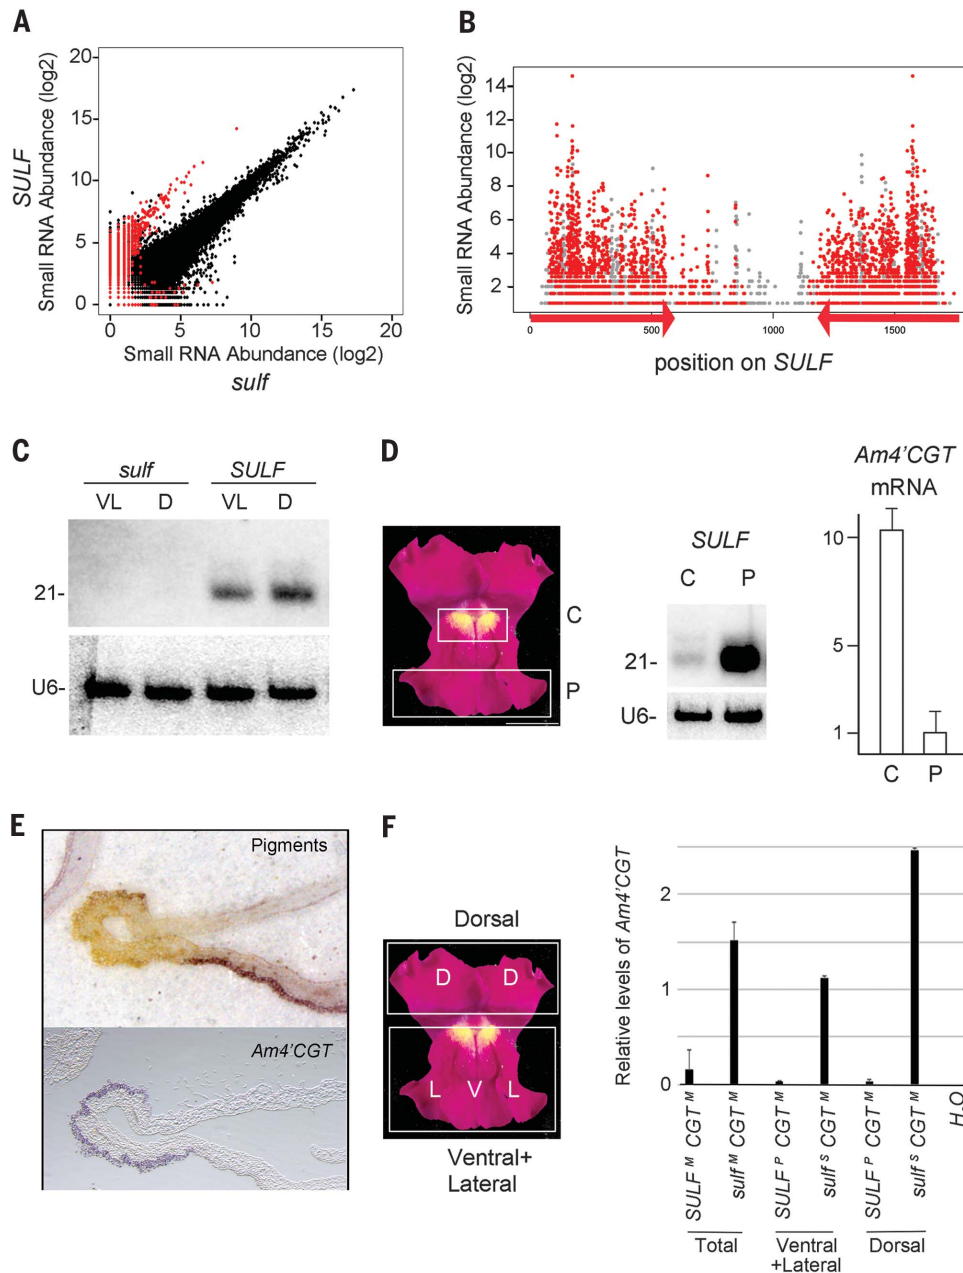 A
SULF
Small RNA Abundance (log2)
20
15
10
5
0
0 5 10 15 20
Small RNA Abundance (log2)
sulf
B
Small RNA Abundance (log2)
14
12
10
8
6
4
2
0 500 1000 1500
position on SULF
C
sulf SULF
VL D VL D
21-
U6-
D
C
P
SULF
C P
21-
U6-
Am4'CGT
mRNA
10
5
1
C P
E
Pigments
Am4'CGT
F
Dorsal
D D
L V L
Ventral+
Lateral
Relative levels of Am4'CGT
2
1
0
SULF M CGT M
sulf M CGT M
SULF P CGT M
sulf S CGT M
SULF P CGT M
sulf S CGT M
Total
Ventral
+Lateral
Dorsal